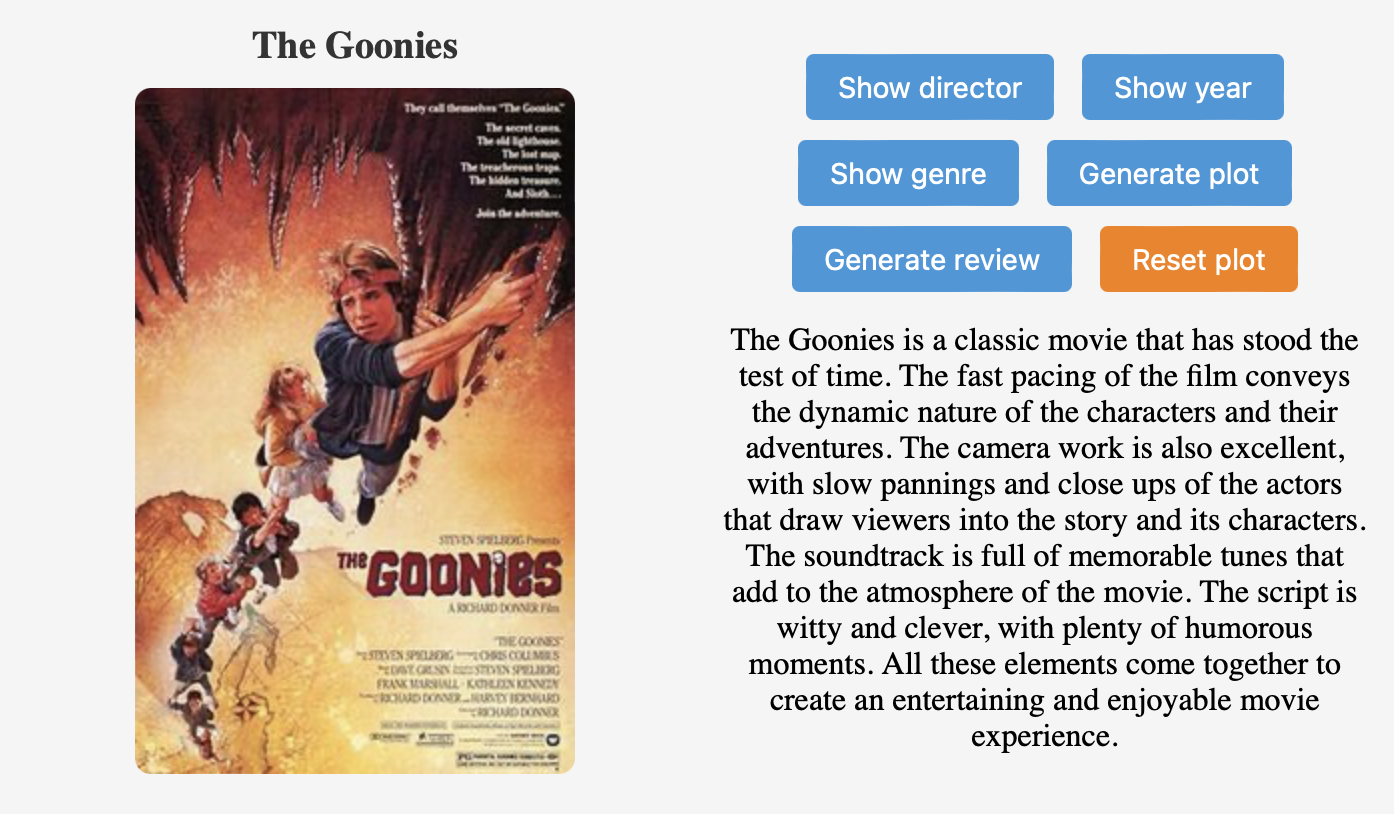 The Goonies
They call themselves "The Goonies."
The secret caves.
The old lighthouse.
The lost map.
The treacherous traps.
The hidden treasure.
And Sloth...
Join the adventure.
STEVEN SPIELBERG Presents
THE GOONIES
A RICHARD DONNER Film
"THE GOONIES"
STEVEN SPIELBERG CHRIS COLUMBUS
DAVE GRUSIN STEVEN SPIELBERG
FRANK MARSHALL KATHLEEN KENNEDY
RICHARD DONNER HARVEY BERNHARD
RICHARD DONNER
Show director
Show year
Show genre
Generate plot
Generate review
Reset plot
The Goonies is a classic movie that has stood the
test of time. The fast pacing of the film conveys
the dynamic nature of the characters and their
adventures. The camera work is also excellent,
with slow pannings and close ups of the actors
that draw viewers into the story and its characters.
The soundtrack is full of memorable tunes that
add to the atmosphere of the movie. The script is
witty and clever, with plenty of humorous
moments. All these elements come together to
create an entertaining and enjoyable movie
experience.